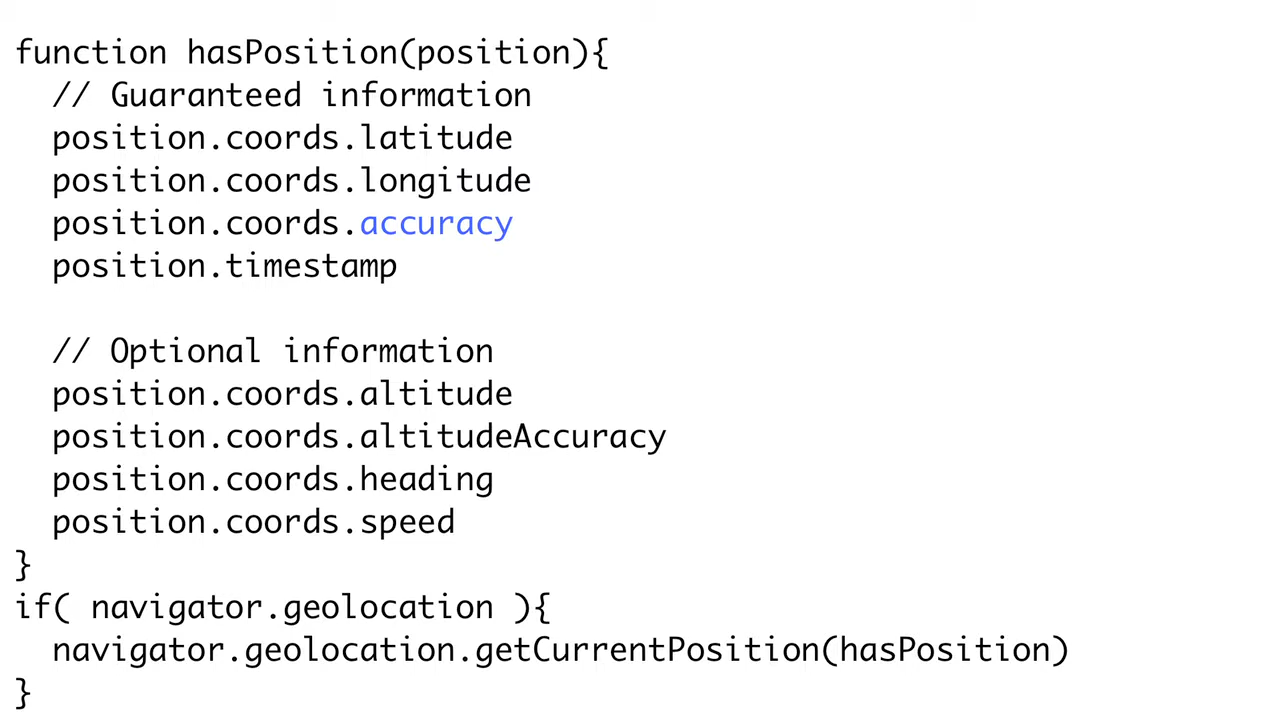 function hasPosition(position){
  // Guaranteed information
  position.coords.latitude
  position.coords.longitude
  position.coords.accuracy
  position.timestamp

  // Optional information
  position.coords.altitude
  position.coords.altitudeAccuracy
  position.coords.heading
  position.coords.speed
}
if( navigator.geolocation ){
  navigator.geolocation.getCurrentPosition(hasPosition)
}